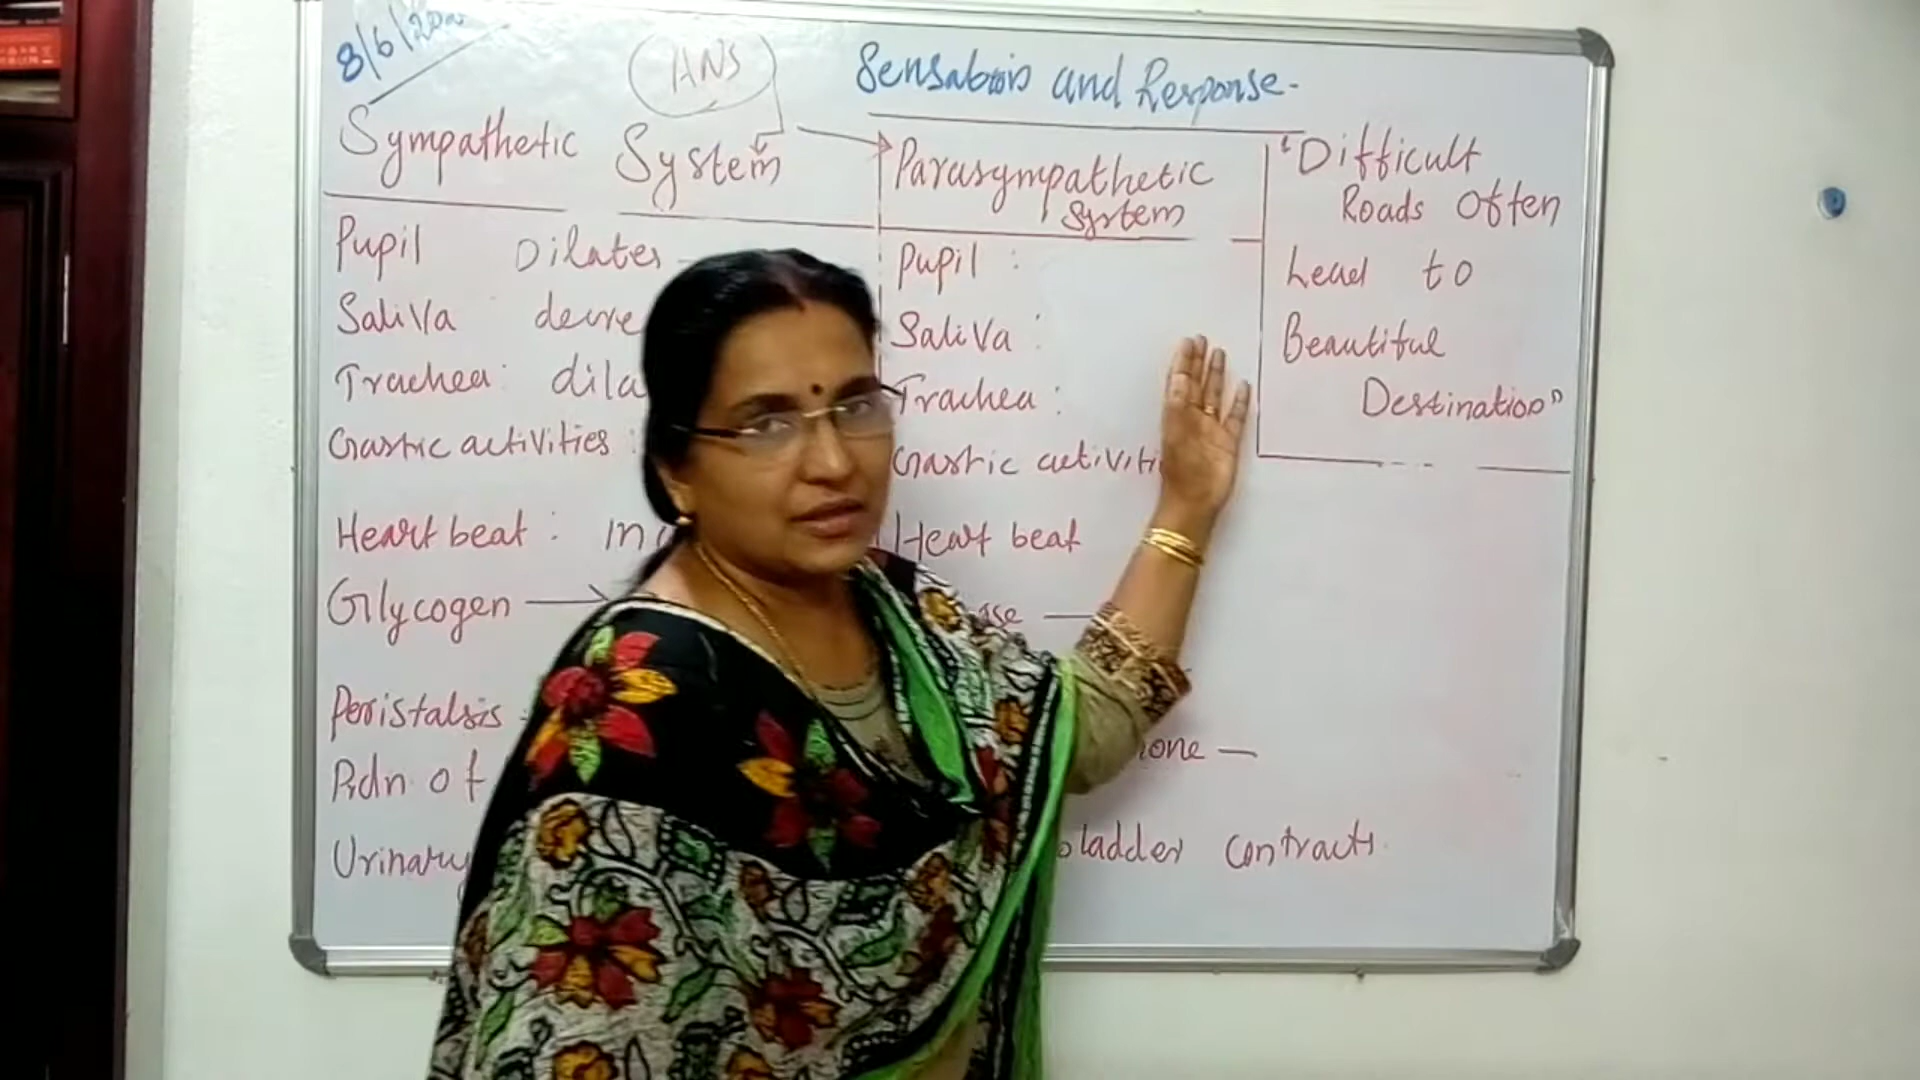 8/6/20
ANS
Sensations and Response.
Sympathetic System
Pupil Dilates
Saliva decre
Trachea: dila
Gastric activities:
Heart beat: in
Glycogen
Peristalsis
Pdn. of
Urinary
Parasympathetic
System
Pupil:
Saliva:
Trachea:
Gastric activiti
Heart beat
se
one
bladder contracts.
"Difficult
Roads Often
Lead to
Beautiful
Destination"